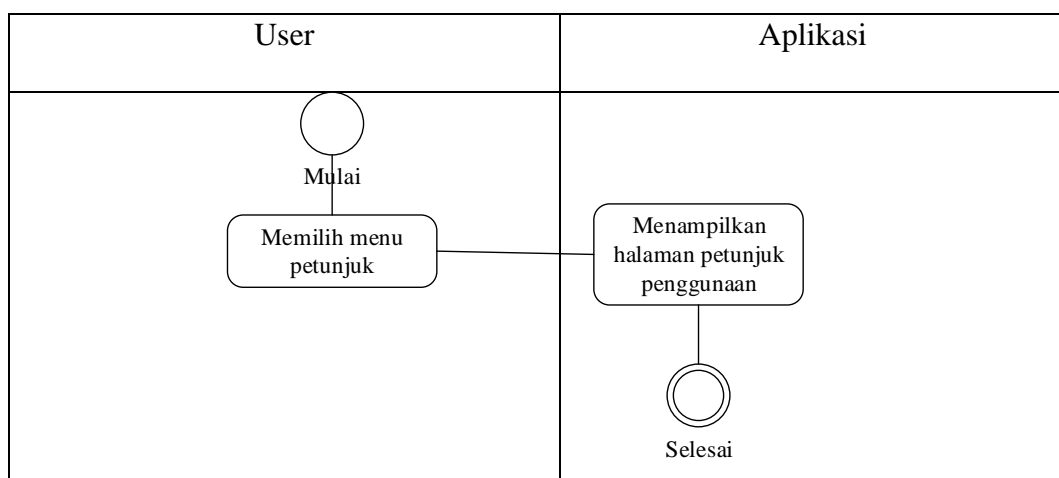 User
Aplikasi
Mulai
Memilih menu
petunjuk
Menampilkan
halaman petunjuk
penggunaan
Selesai